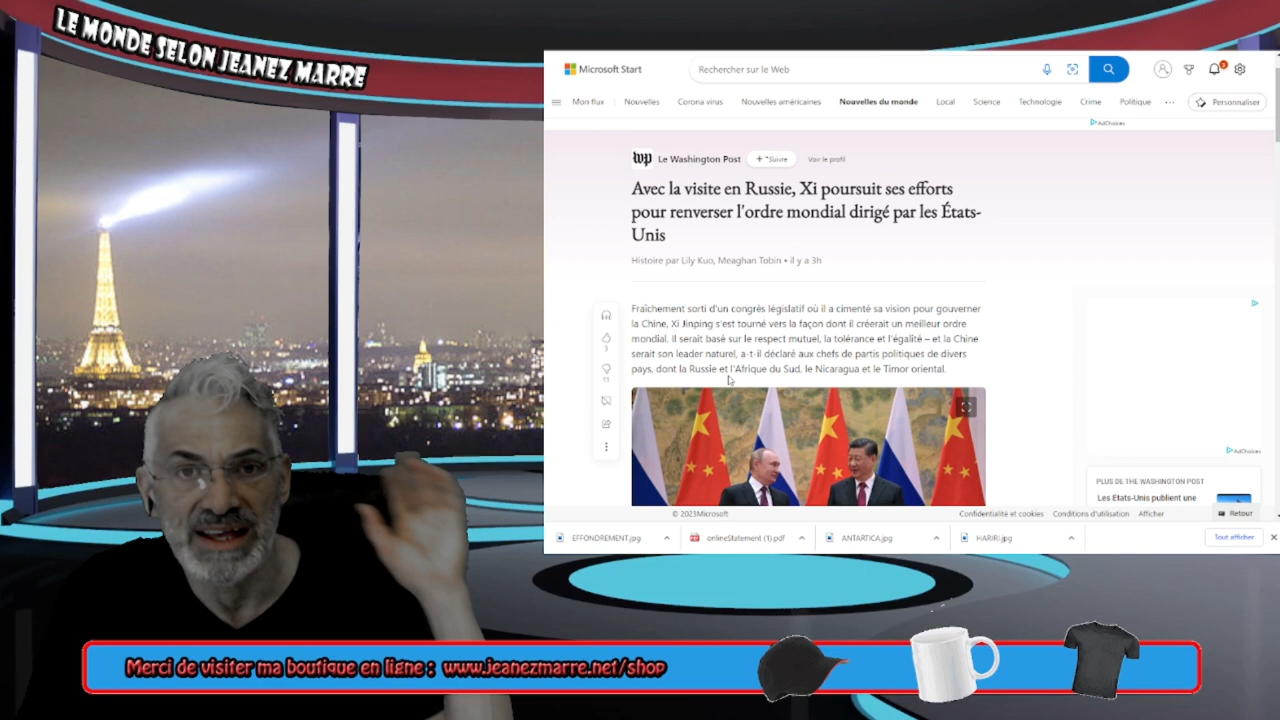 LE MONDE SELON JEANEZ MARRE
Microsoft Start
Rechercher sur le Web
3
Mon flux
Nouvelles
Corona virus
Nouvelles américaines
Nouvelles du monde
Local
Science
Technologie
Crime
Politique
Personnaliser
AdChoices
wp Le Washington Post
+ "Suivre
Voir le profil
Avec la visite en Russie, Xi poursuit ses efforts
pour renverser l'ordre mondial dirigé par les États-
Unis
Histoire par Lily Kuo, Meaghan Tobin • il y a 3h
Fraîchement sorti d'un congrès législatif où il a cimenté sa vision pour gouverner
la Chine, Xi Jinping s'est tourné vers la façon dont il créerait un meilleur ordre
mondial. Il serait basé sur le respect mutuel, la tolérance et l'égalité – et la Chine
serait son leader naturel, a-t-il déclaré aux chefs de partis politiques de divers
pays, dont la Russie et l'Afrique du Sud, le Nicaragua et le Timor oriental.
3
11
AdChoices
PLUS DE THE WASHINGTON POST
Les États-Unis publient une
© 2023Microsoft
Confidentialité et cookies
Conditions d'utilisation
Afficher
Retour
EFFONDREMENT.jpg
onlineStatement (1).pdf
ANTARTICA.jpg
HARIRI.jpg
Tout afficher
Merci de visiter ma boutique en ligne : www.jeanezmarre.net/shop